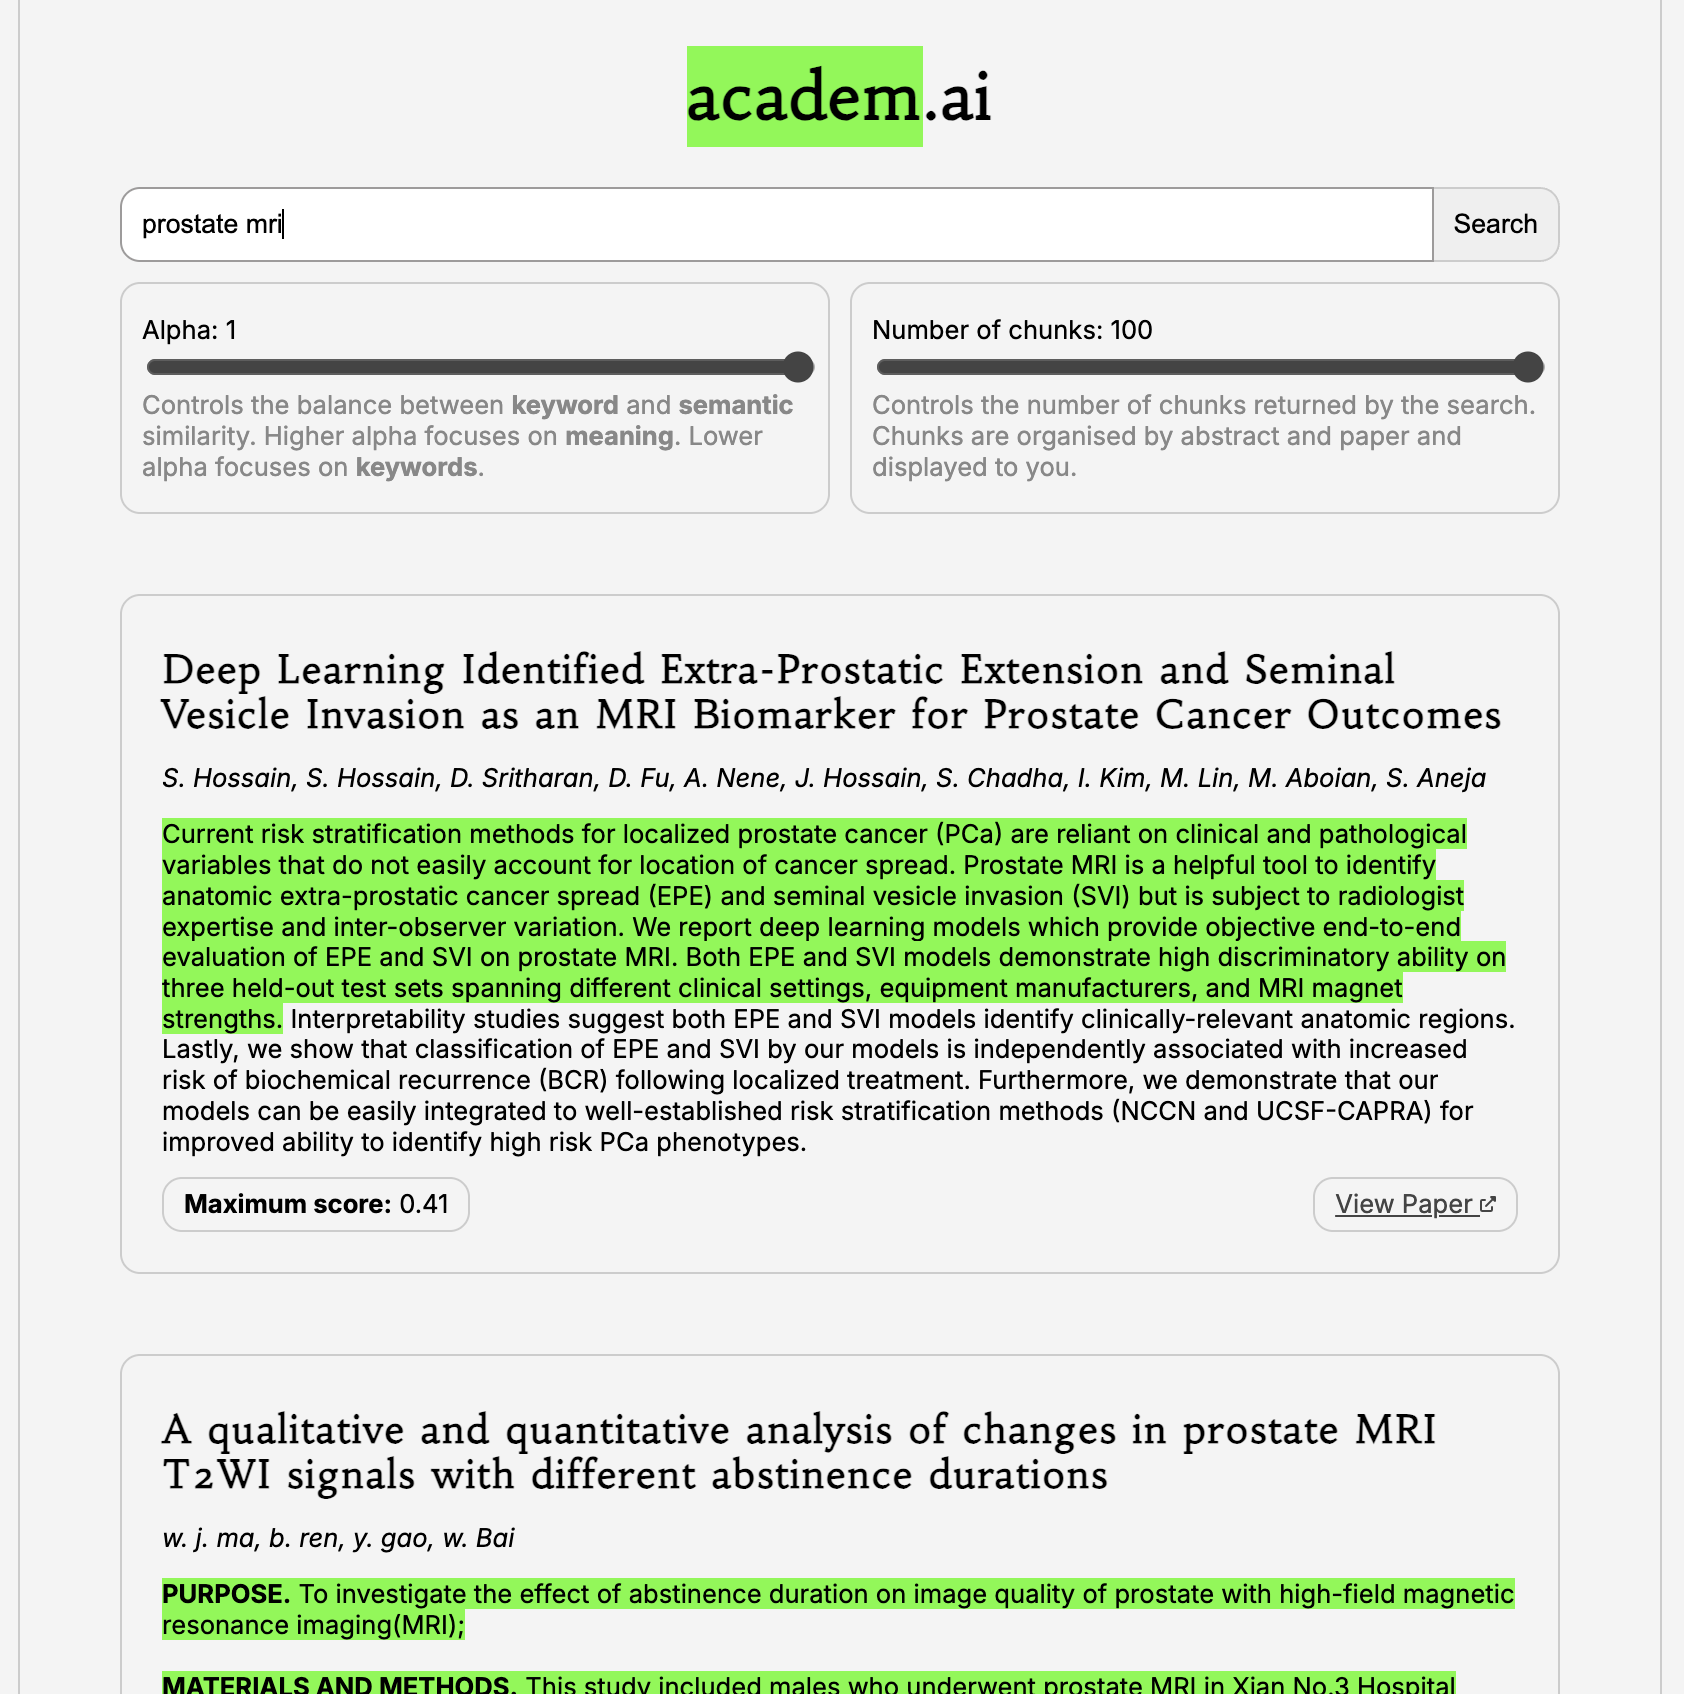 academ.ai
prostate mri
Search
Alpha: 1
Controls the balance between keyword and semantic
similarity. Higher alpha focuses on meaning. Lower
alpha focuses on keywords.
Number of chunks: 100
Controls the number of chunks returned by the search.
Chunks are organised by abstract and paper and
displayed to you.
Deep Learning Identified Extra-Prostatic Extension and Seminal
Vesicle Invasion as an MRI Biomarker for Prostate Cancer Outcomes
S. Hossain, S. Hossain, D. Sritharan, D. Fu, A. Nene, J. Hossain, S. Chadha, I. Kim, M. Lin, M. Aboian, S. Aneja
Current risk stratification methods for localized prostate cancer (PCa) are reliant on clinical and pathological
variables that do not easily account for location of cancer spread. Prostate MRI is a helpful tool to identify
anatomic extra-prostatic cancer spread (EPE) and seminal vesicle invasion (SVI) but is subject to radiologist
expertise and inter-observer variation. We report deep learning models which provide objective end-to-end
evaluation of EPE and SVI on prostate MRI. Both EPE and SVI models demonstrate high discriminatory ability on
three held-out test sets spanning different clinical settings, equipment manufacturers, and MRI magnet
strengths. Interpretability studies suggest both EPE and SVI models identify clinically-relevant anatomic regions.
Lastly, we show that classification of EPE and SVI by our models is independently associated with increased
risk of biochemical recurrence (BCR) following localized treatment. Furthermore, we demonstrate that our
models can be easily integrated to well-established risk stratification methods (NCCN and UCSF-CAPRA) for
improved ability to identify high risk PCa phenotypes.
Maximum score: 0.41
View Paper
A qualitative and quantitative analysis of changes in prostate MRI
T2WI signals with different abstinence durations
w. j. ma, b. ren, y. gao, w. Bai
PURPOSE. To investigate the effect of abstinence duration on image quality of prostate with high-field magnetic
resonance imaging(MRI);
MATERIALS AND METHODS. This study included males who underwent prostate MRI in Xian No.3 Hospital